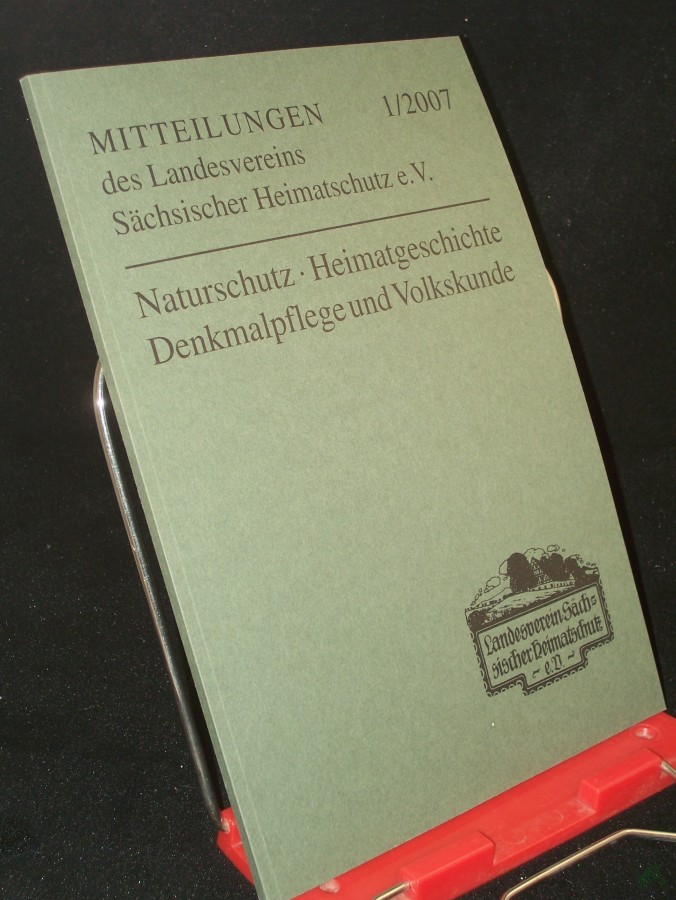 MITTEILUNGEN 1/2007
des Landesvereins
Sächsischer Heimatschutz e.V.
Naturschutz · Heimatgeschichte
Denkmalpflege und Volkskunde
Landesverein Säch=
sischer Heimatschutz
~ e.V. ~